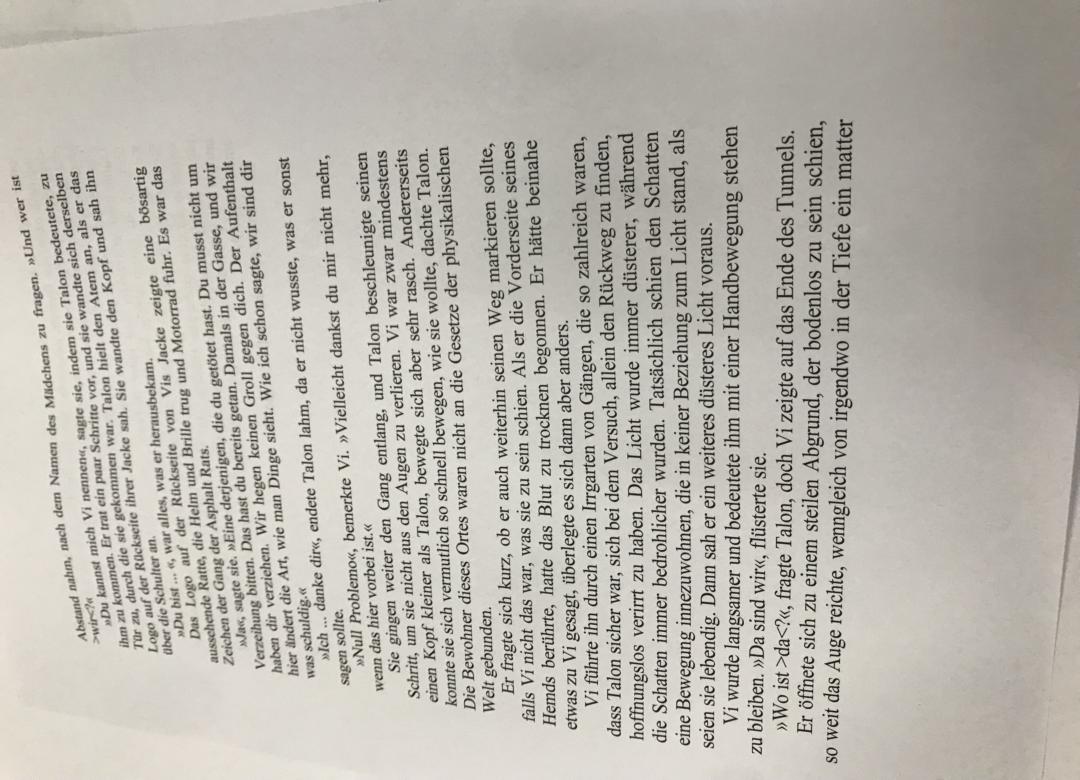 Abstand nahm, nach dem Namen des Mädchens zu fragen. »Und wer ist
>wir<?«
»Du kannst mich Vi nennen«, sagte sie, indem sie Talon bedeutete, zu
ihm zu kommen. Er trat ein paar Schritte vor, und sie wandte sich derselben
Tür zu, durch die sie gekommen war. Talon hielt den Atem an, als er das
Logo auf der Rückseite ihrer Jacke sah. Sie wandte den Kopf und sah ihn
über die Schulter an.
»Du bist ... «, war alles, was er herausbekam.
Das Logo auf der Rückseite von Vis Jacke zeigte eine bösartig
aussehende Ratte, die Helm und Brille trug und Motorrad fuhr. Es war das
Zeichen der Gang der Asphalt Rats.
»Ja«, sagte sie. »Eine derjenigen, die du getötet hast. Du musst nicht um
Verzeihung bitten. Das hast du bereits getan. Damals in der Gasse, und wir
haben dir verziehen. Wir hegen keinen Groll gegen dich. Der Aufenthalt
hier ändert die Art, wie man Dinge sieht. Wie ich schon sagte, wir sind dir
was schuldig.«
»Ich ... danke dir«, endete Talon lahm, da er nicht wusste, was er sonst
sagen sollte.
»Null Problemo«, bemerkte Vi. »Vielleicht dankst du mir nicht mehr,
wenn das hier vorbei ist.«
Sie gingen weiter den Gang entlang, und Talon beschleunigte seinen
Schritt, um sie nicht aus den Augen zu verlieren. Vi war zwar mindestens
einen Kopf kleiner als Talon, bewegte sich aber sehr rasch. Andererseits
konnte sie sich vermutlich so schnell bewegen, wie sie wollte, dachte Talon.
Die Bewohner dieses Ortes waren nicht an die Gesetze der physikalischen
Welt gebunden.
Er fragte sich kurz, ob er auch weiterhin seinen Weg markieren sollte,
falls Vi nicht das war, was sie zu sein schien. Als er die Vorderseite seines
Hemds berührte, hatte das Blut zu trocknen begonnen. Er hätte beinahe
etwas zu Vi gesagt, überlegte es sich dann aber anders.
Vi führte ihn durch einen Irrgarten von Gängen, die so zahlreich waren,
dass Talon sicher war, sich bei dem Versuch, allein den Rückweg zu finden,
hoffnungslos verirrt zu haben. Das Licht wurde immer düsterer, während
die Schatten immer bedrohlicher wurden. Tatsächlich schien den Schatten
eine Bewegung innezuwohnen, die in keiner Beziehung zum Licht stand, als
seien sie lebendig. Dann sah er ein weiteres düsteres Licht voraus.
Vi wurde langsamer und bedeutete ihm mit einer Handbewegung stehen
zu bleiben. »Da sind wir«, flüsterte sie.
»Wo ist >da<?«, fragte Talon, doch Vi zeigte auf das Ende des Tunnels.
Er öffnete sich zu einem steilen Abgrund, der bodenlos zu sein schien,
so weit das Auge reichte, wenngleich von irgendwo in der Tiefe ein matter